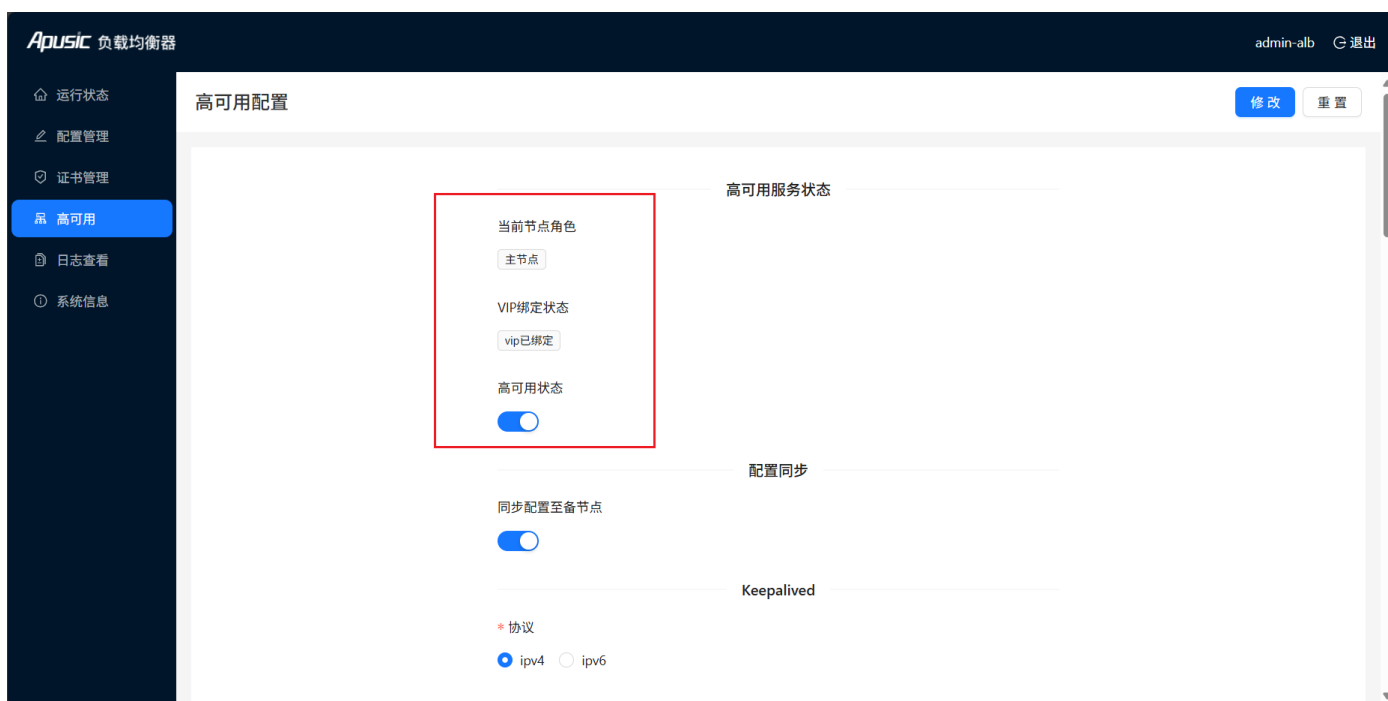 Apusic 负载均衡器
admin-alb 退出
运行状态
配置管理
证书管理
高可用
日志查看
系统信息
高可用配置
修改 重置
高可用服务状态
当前节点角色
主节点
VIP绑定状态
vip已绑定
高可用状态
配置同步
同步配置至备节点
Keepalived
* 协议
ipv4 ipv6